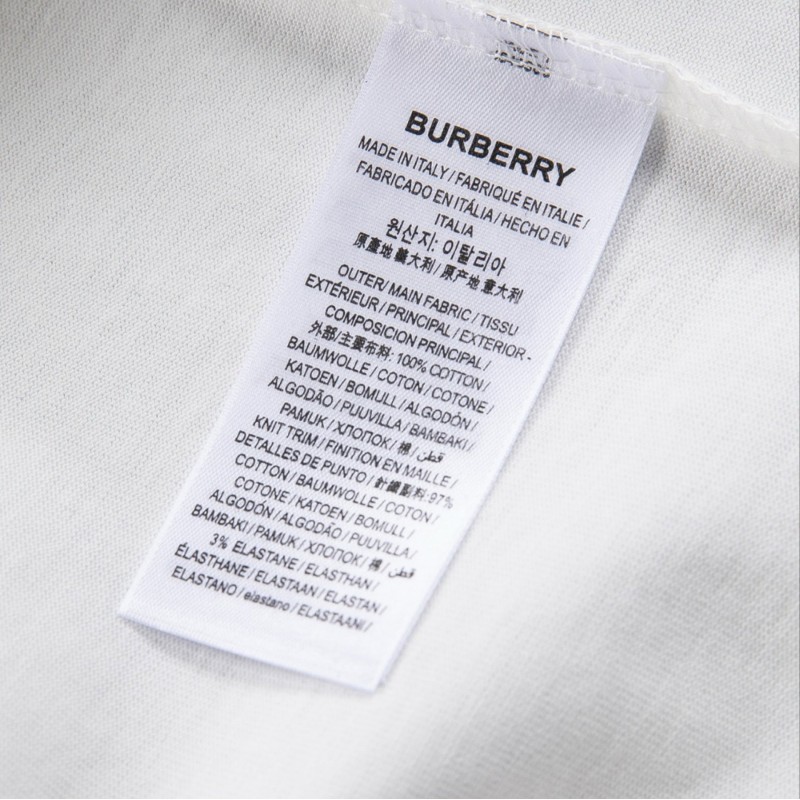 BURBERRY
MADE IN ITALY / FABRIQUÉ EN ITALIE /
FABRICADO EN ITÁLIA / HECHO EN
ITALIA
원산지: 이탈리아
原產地 義大利 / 原产地 意大利
OUTER/ MAIN FABRIC / TISSU
EXTÉRIEUR / PRINCIPAL / EXTERIOR -
COMPOSICION PRINCIPAL /
外部/主要布料: 100% COTTON /
BAUMWOLLE / COTON / COTONE /
KATOEN / BOMULL / ALGODÓN /
ALGODÃO / PUUVILLA / BAMBAKI /
PAMUK / ХЛОПОК / 棉 / قطن /
KNIT TRIM / FINITION EN MAILLE /
DETALLES DE PUNTO / 針織副料: 97%
COTTON / BAUMWOLLE / COTON /
COTONE / KATOEN / BOMULL /
ALGODÓN / ALGODÃO / PUUVILLA /
BAMBAKI / PAMUK / ХЛОПОК / 棉 / قطن /
3% ELASTANE / ELASTHAN /
ÉLASTHANE / ELASTAAN / ELASTAN /
ELASTANO / elastano / ELASTAANI /